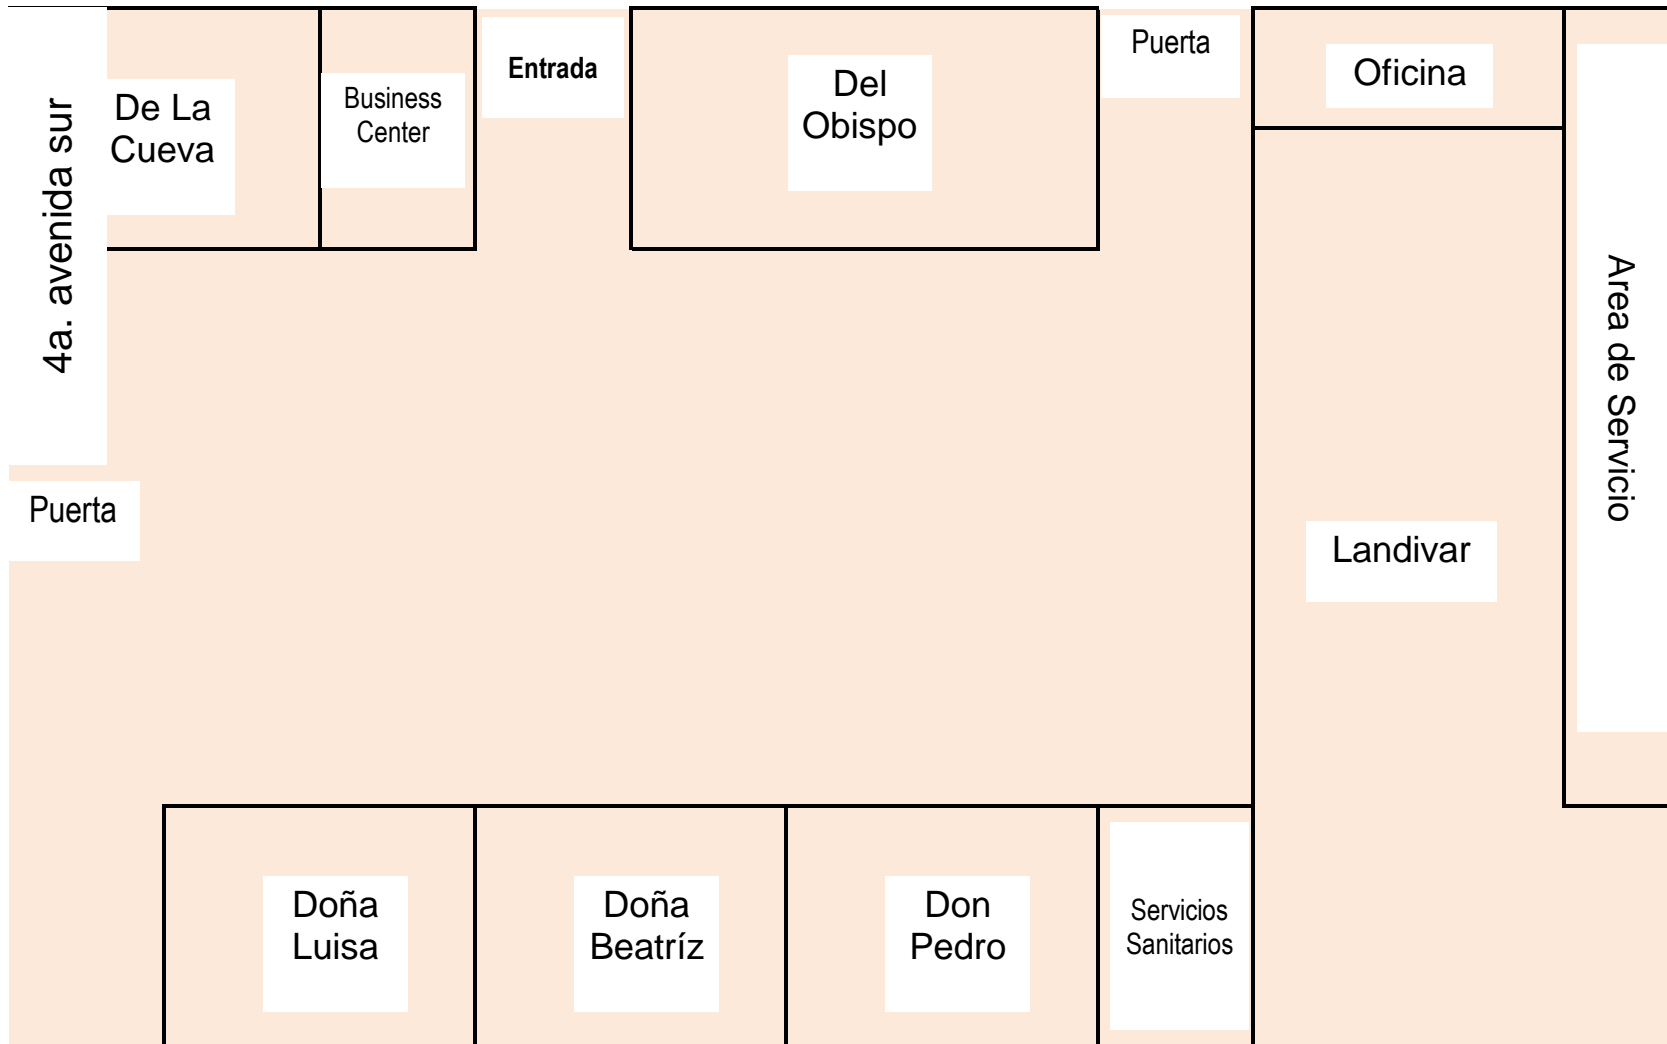 4a. avenida sur
De La
Cueva
Business
Center
Entrada
Del
Obispo
Puerta
Oficina
Area de Servicio
Puerta
Landivar
Doña
Luisa
Doña
Beatríz
Don
Pedro
Servicios
Sanitarios